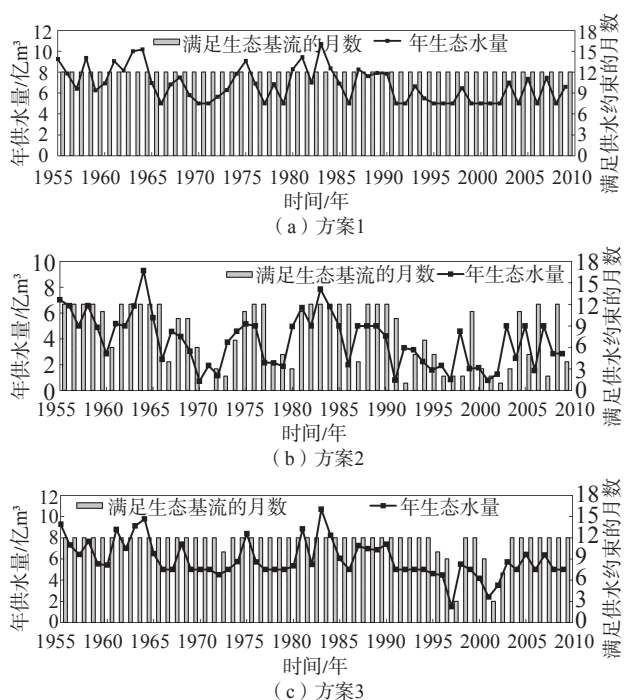 12 10 8 6 4 2 0
年供水量/亿m³
满足生态基流的月数 年生态水量
18 15 12 9 6 3 0
满足供水约束的月数
1955 1960 1965 1970 1975 1980 1985 1990 1995 2000 2005 2010
时间/年
（a）方案1
10 8 6 4 2 0
年供水量/亿m³
满足生态基流的月数 年生态水量
18 15 12 9 6 3 0
满足供水约束的月数
1955 1960 1965 1970 1975 1980 1985 1990 1995 2000 2005 2010
时间/年
（b）方案2
12 10 8 6 4 2 0
年供水量/亿m³
满足生态基流的月数 年生态水量
18 15 12 9 6 3 0
满足供水约束的月数
1955 1960 1965 1970 1975 1980 1985 1990 1995 2000 2005 2010
时间/年
（c）方案3